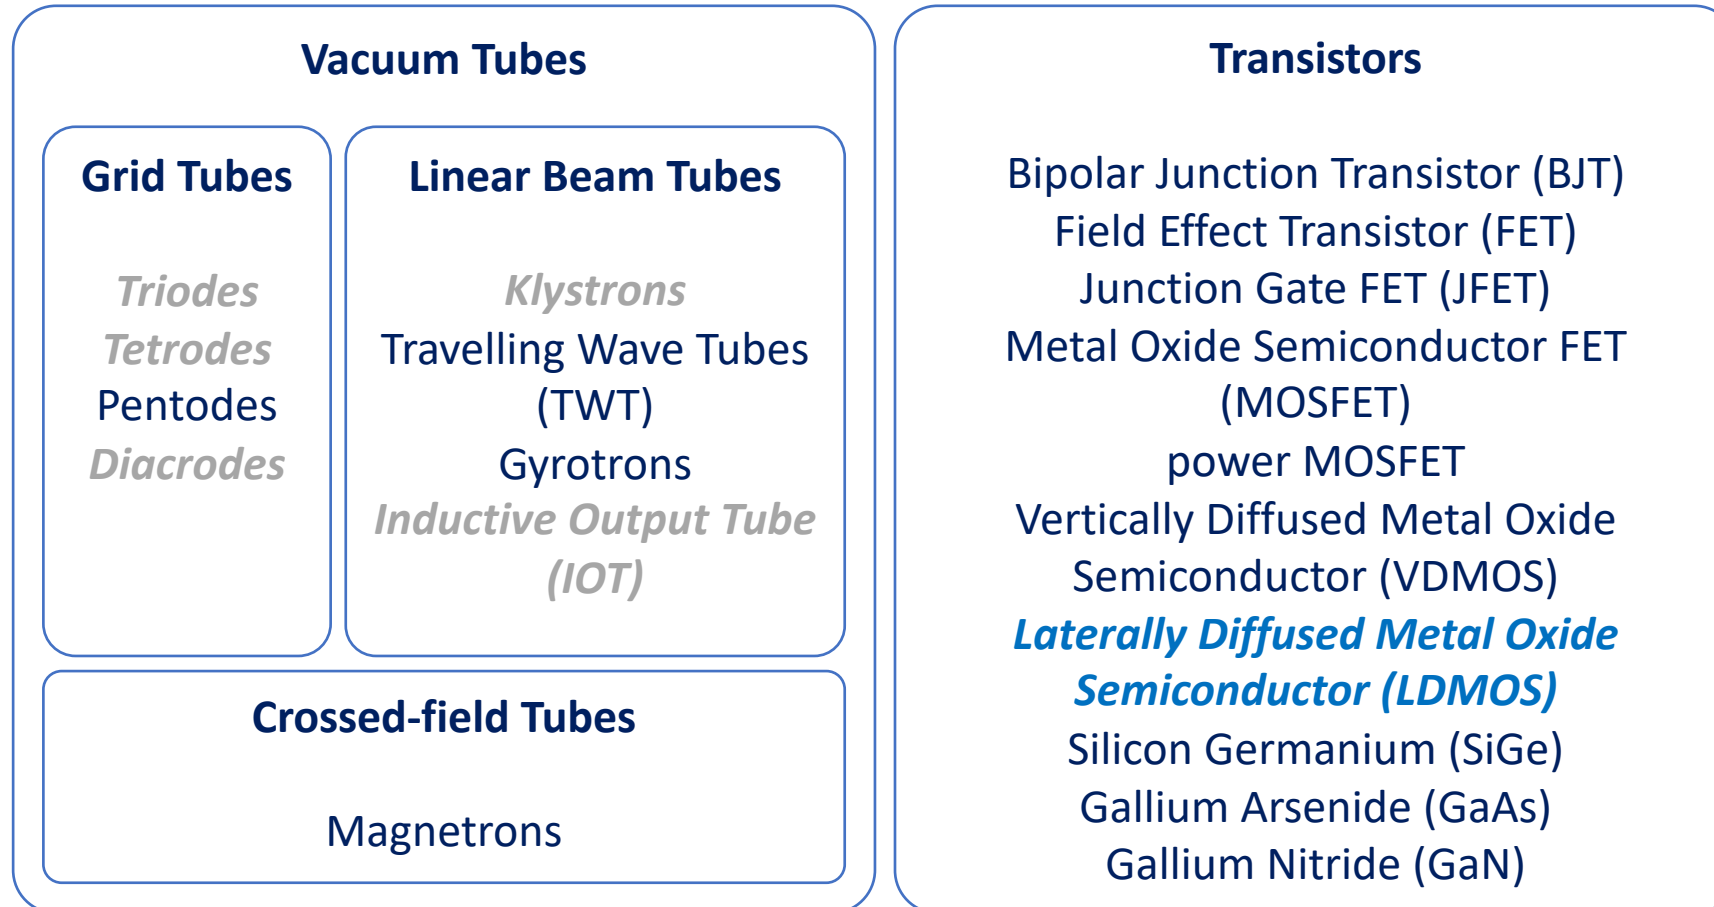 Vacuum Tubes
Grid Tubes
Triodes
Tetrodes
Pentodes
Diacrodes
Linear Beam Tubes
Klystrons
Travelling Wave Tubes
(TWT)
Gyrotrons
Inductive Output Tube
(IOT)
Crossed-field Tubes
Magnetrons
Transistors
Bipolar Junction Transistor (BJT)
Field Effect Transistor (FET)
Junction Gate FET (JFET)
Metal Oxide Semiconductor FET
(MOSFET)
power MOSFET
Vertically Diffused Metal Oxide
Semiconductor (VDMOS)
Laterally Diffused Metal Oxide
Semiconductor (LDMOS)
Silicon Germanium (SiGe)
Gallium Arsenide (GaAs)
Gallium Nitride (GaN)